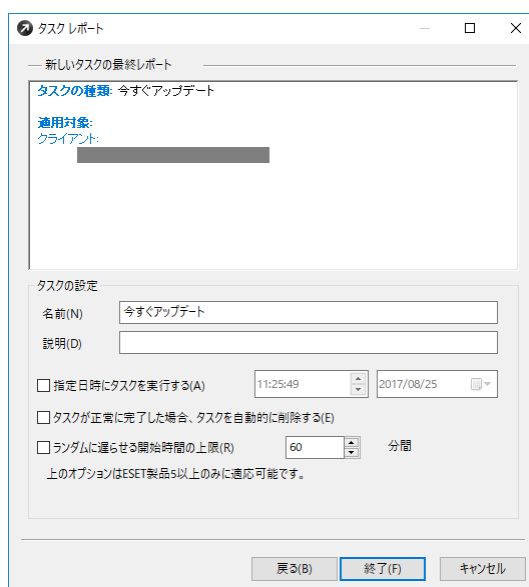 タスク レポート
新しいタスクの最終レポート
タスクの種類: 今すぐアップデート
適用対象:
クライアント:
タスクの設定
名前(N) 今すぐアップデート
説明(D)
指定日時にタスクを実行する(A) 11:25:49 2017/08/25
タスクが正常に完了した場合、タスクを自動的に削除する(E)
ランダムに遅らせる開始時間の上限(R) 60 分間
上のオプションはESET製品5以上のみに適応可能です。
戻る(B) 終了(F) キャンセル